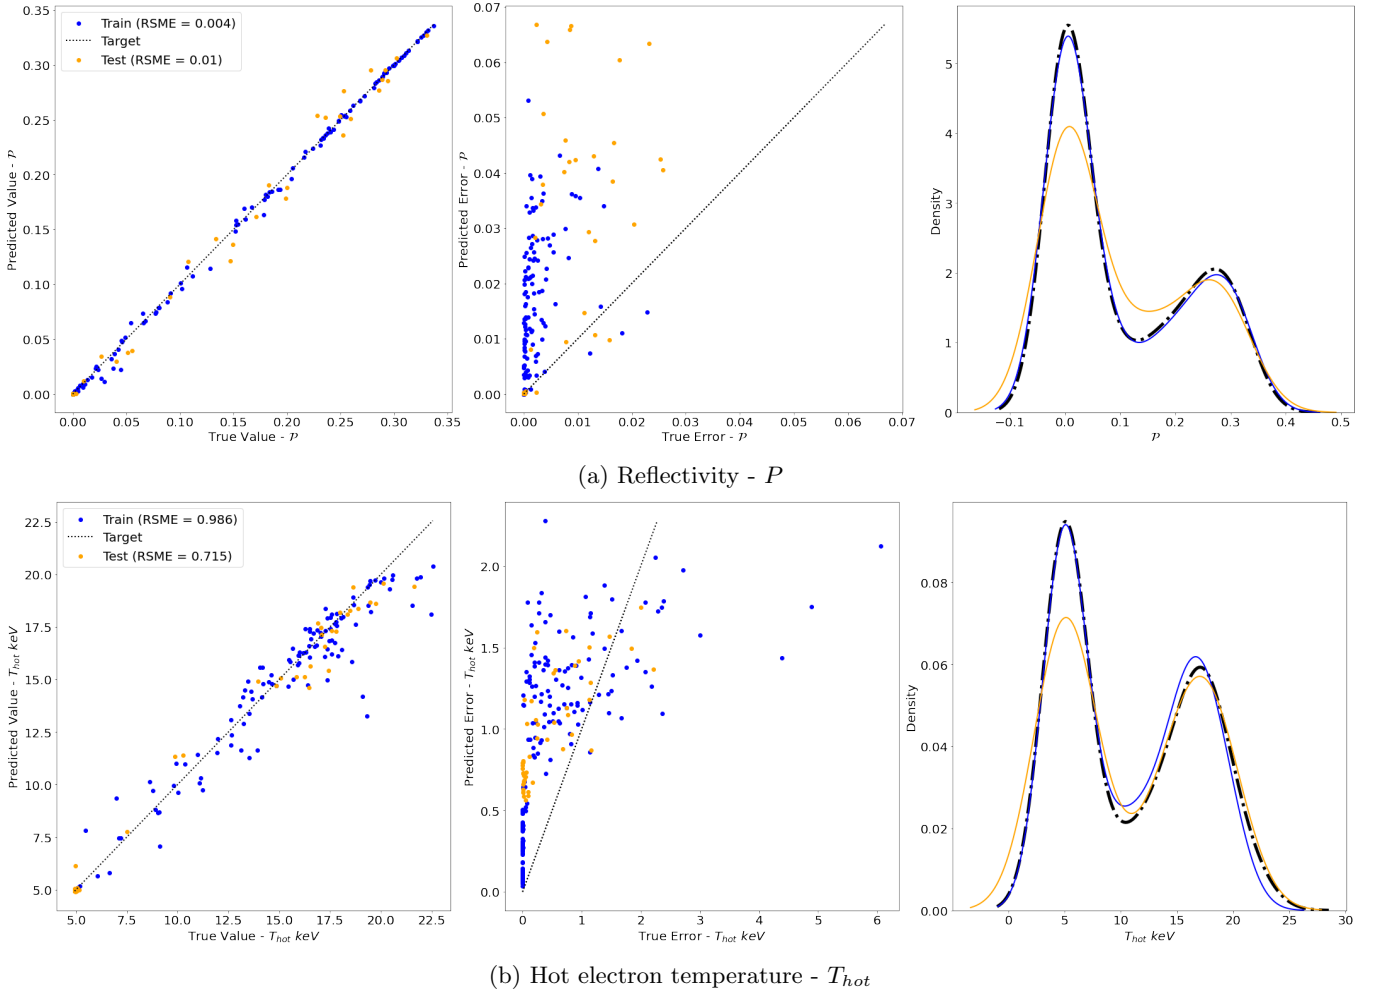 Train (RSME = 0.004)
Target
Test (RSME = 0.01)
0.35
0.30
0.25
0.20
0.15
0.10
0.05
0.00
Predicted Value - 𝒫
0.00 0.05 0.10 0.15 0.20 0.25 0.30 0.35
True Value - 𝒫
0.07
0.06
0.05
0.04
0.03
0.02
0.01
0.00
Predicted Error - 𝒫
0.00 0.01 0.02 0.03 0.04 0.05 0.06 0.07
True Error - 𝒫
5
4
3
2
1
0
Density
−0.1 0.0 0.1 0.2 0.3 0.4 0.5
𝒫
(a) Reflectivity - P
Train (RSME = 0.986)
Target
Test (RSME = 0.715)
22.5
20.0
17.5
15.0
12.5
10.0
7.5
5.0
Predicted Value - T_hot keV
5.0 7.5 10.0 12.5 15.0 17.5 20.0 22.5
True Value - T_hot keV
2.0
1.5
1.0
0.5
0.0
Predicted Error - T_hot keV
0 1 2 3 4 5 6
True Error - T_hot keV
0.08
0.06
0.04
0.02
0.00
Density
0 5 10 15 20 25 30
T_hot keV
(b) Hot electron temperature - T_hot